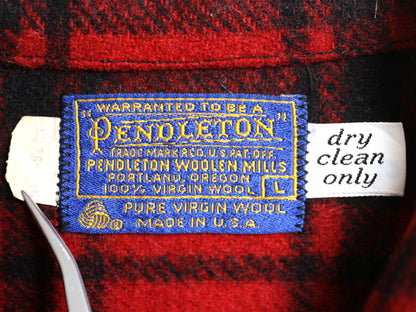 WARRANTED TO BE A
"PENDLETON"
TRADE MARK REG. U.S. PAT. OFF.
PENDLETON WOOLEN MILLS
PORTLAND, OREGON
100% VIRGIN WOOL L
PURE VIRGIN WOOL
MADE IN U.S.A.
dry
clean
only